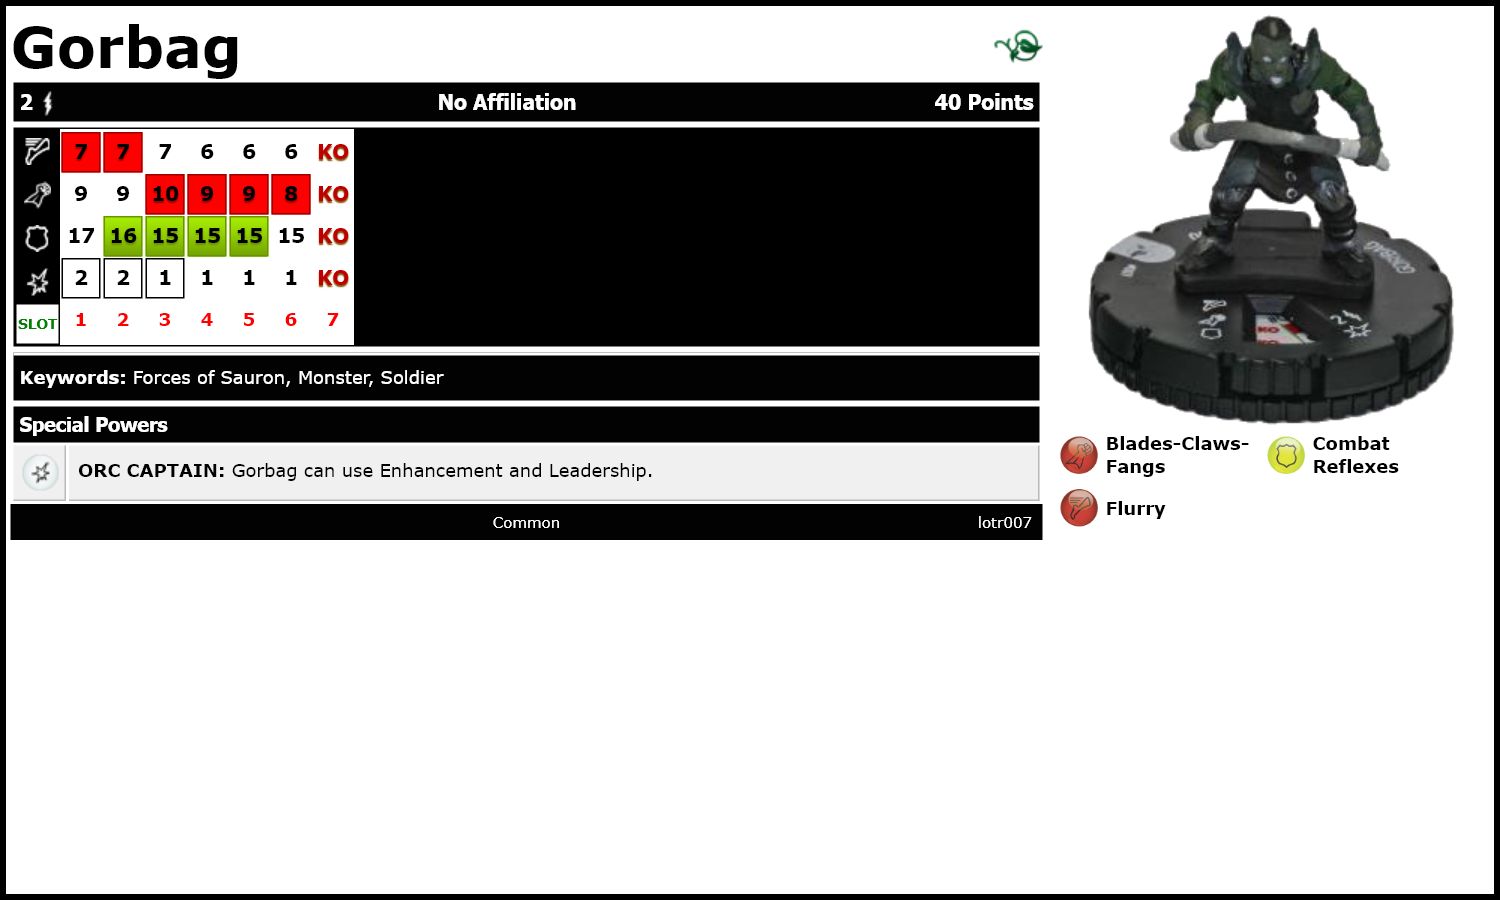 Gorbag
2 No Affiliation 40 Points
7 7 7 6 6 6 KO
9 9 10 9 9 8 KO
17 16 15 15 15 15 KO
2 2 1 1 1 1 KO
SLOT 1 2 3 4 5 6 7
Keywords: Forces of Sauron, Monster, Soldier
Special Powers
ORC CAPTAIN: Gorbag can use Enhancement and Leadership.
Common lotr007
GORBAG
2
KO
Blades-Claws-
Fangs
Combat
Reflexes
Flurry